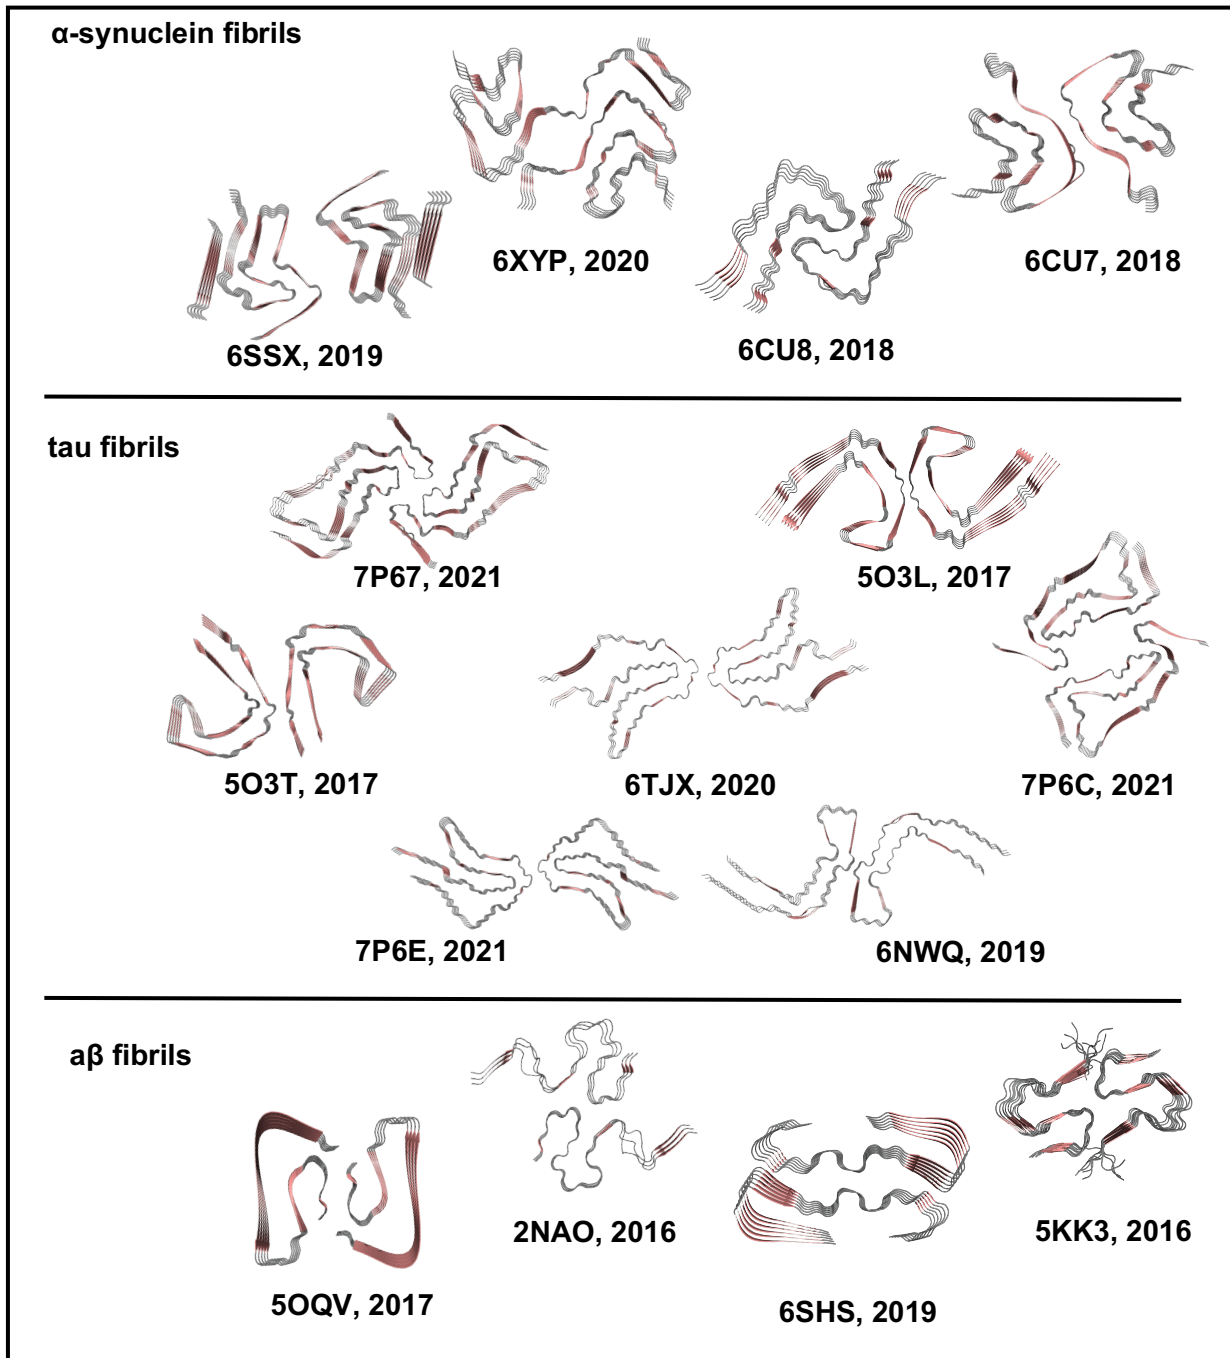 α-synuclein fibrils
6XYP, 2020
6CU7, 2018
6SSX, 2019
6CU8, 2018
tau fibrils
7P67, 2021
5O3L, 2017
5O3T, 2017
6TJX, 2020
7P6C, 2021
7P6E, 2021
6NWQ, 2019
aβ fibrils
2NAO, 2016
5KK3, 2016
5OQV, 2017
6SHS, 2019